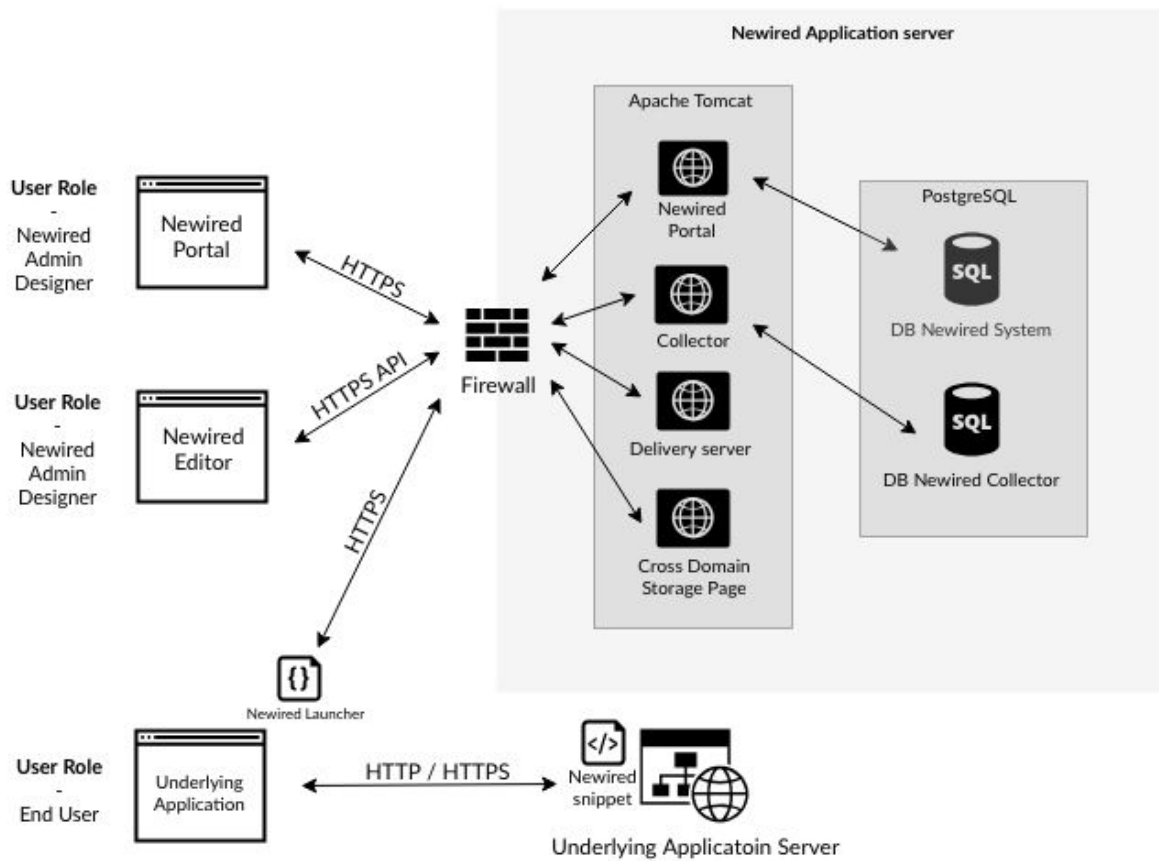 Newired Application server
Apache Tomcat
Newired
Portal
Collector
Delivery server
Cross Domain
Storage Page
PostgreSQL
SQL
DB Newired System
SQL
DB Newired Collector
User Role
-
Newired
Admin
Designer
Newired
Portal
HTTPS
Firewall
User Role
-
Newired
Admin
Designer
Newired
Editor
HTTPS API
HTTPS
{}
Newired Launcher
User Role
-
End User
Underlying
Application
HTTP / HTTPS
</>
Newired
snippet
Underlying Applicatoin Server